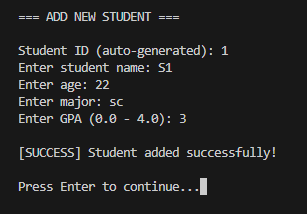 === ADD NEW STUDENT ===
Student ID (auto-generated): 1
Enter student name: S1
Enter age: 22
Enter major: sc
Enter GPA (0.0 - 4.0): 3
[SUCCESS] Student added successfully!
Press Enter to continue...